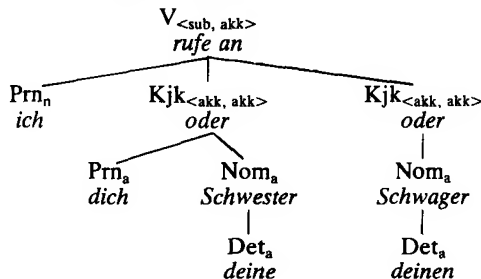 V<sub, akk>
rufe an
Prnn Kjk<akk, akk> Kjk<akk, akk>
ich oder oder
Prna Noma Noma
dich Schwester Schwager
Deta Deta
deine deinen